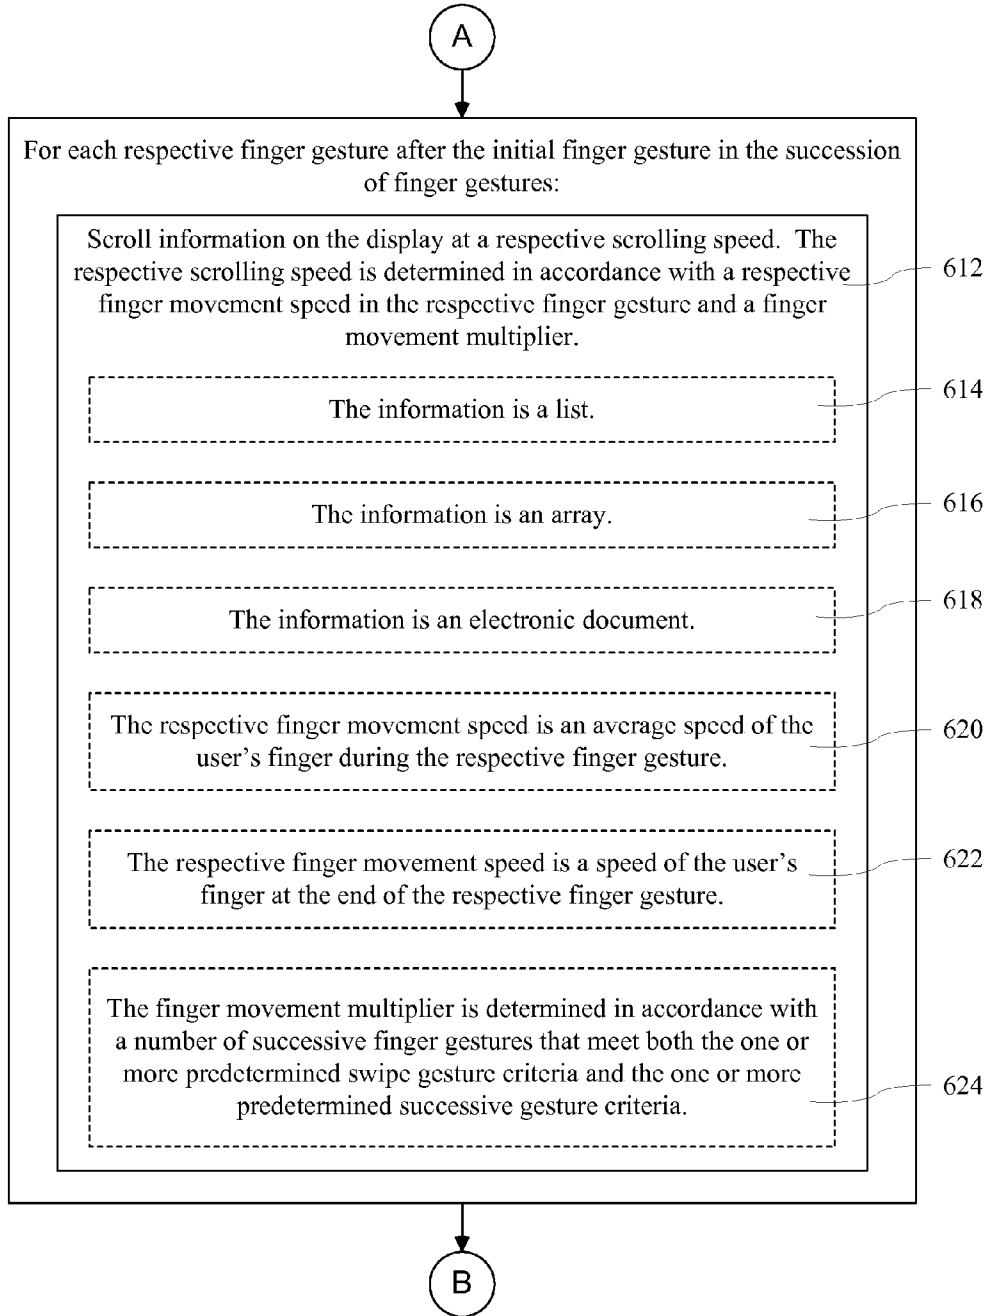 A
For each respective finger gesture after the initial finger gesture in the succession
of finger gestures:
Scroll information on the display at a respective scrolling speed. The
respective scrolling speed is determined in accordance with a respective
finger movement speed in the respective finger gesture and a finger
movement multiplier.
612
The information is a list.
614
The information is an array.
616
The information is an electronic document.
618
The respective finger movement speed is an average speed of the
user's finger during the respective finger gesture.
620
The respective finger movement speed is a speed of the user's
finger at the end of the respective finger gesture.
622
The finger movement multiplier is determined in accordance with
a number of successive finger gestures that meet both the one or
more predetermined swipe gesture criteria and the one or more
predetermined successive gesture criteria.
624
B